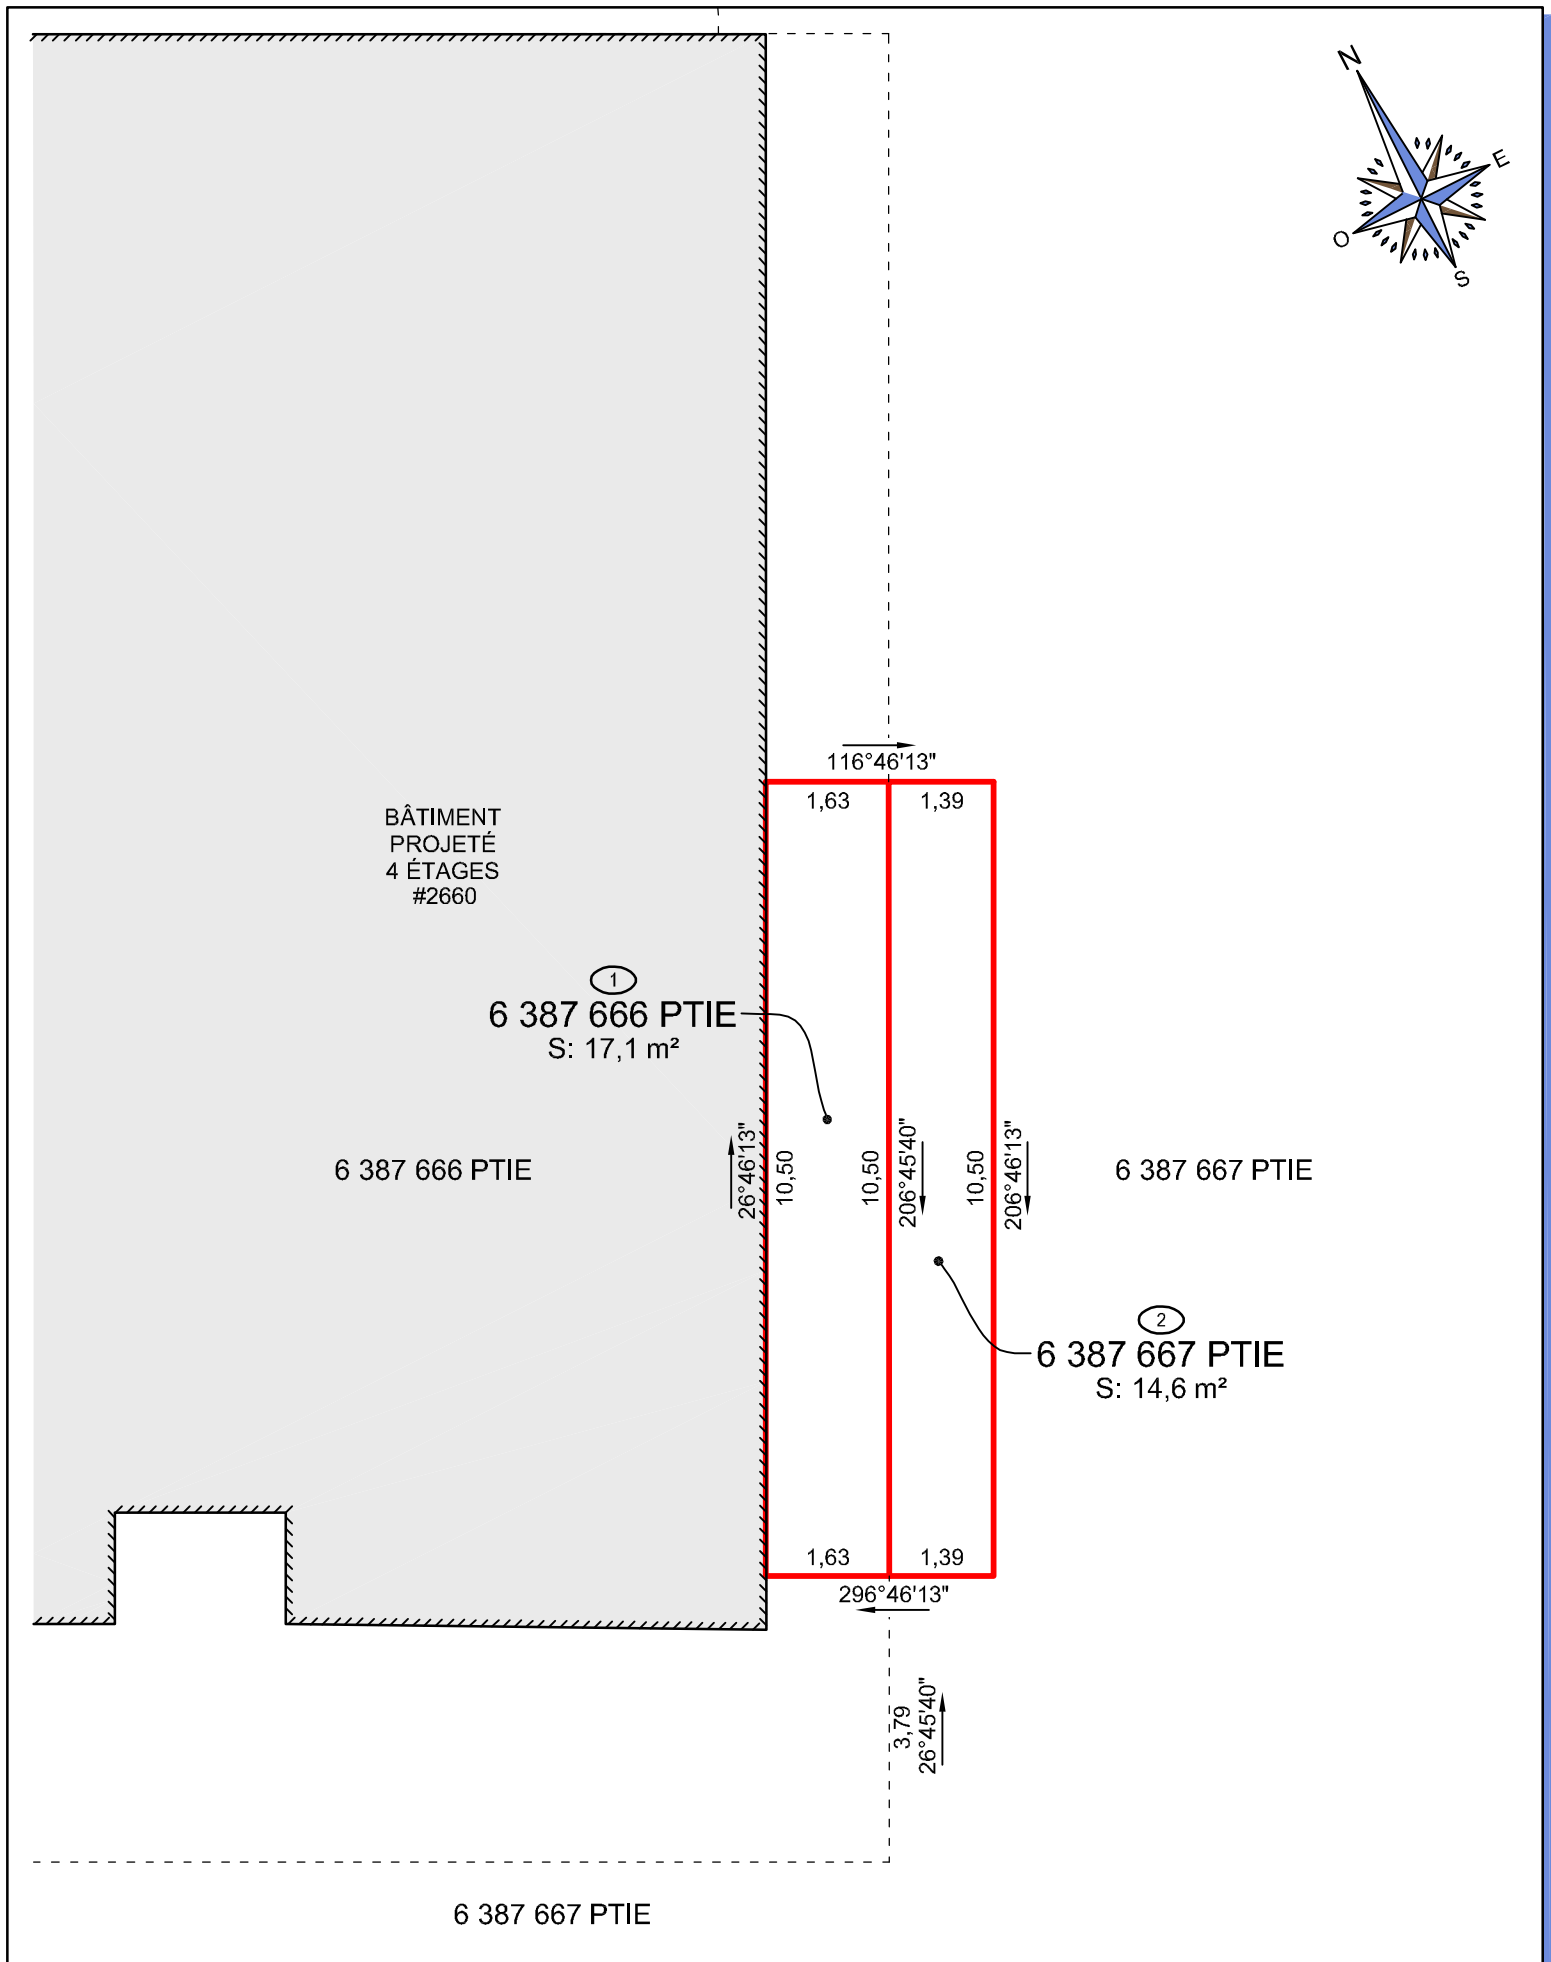 N
E
O
S
116°46'13"
1,63
1,39
BÂTIMENT
PROJETÉ
4 ÉTAGES
#2660
1
6 387 666 PTIE
S: 17,1 m²
26°46'13"
10,50
10,50
206°45'40"
10,50
206°46'13"
6 387 666 PTIE
6 387 667 PTIE
2
6 387 667 PTIE
S: 14,6 m²
1,63
1,39
296°46'13"
3,79
26°45'40"
6 387 667 PTIE